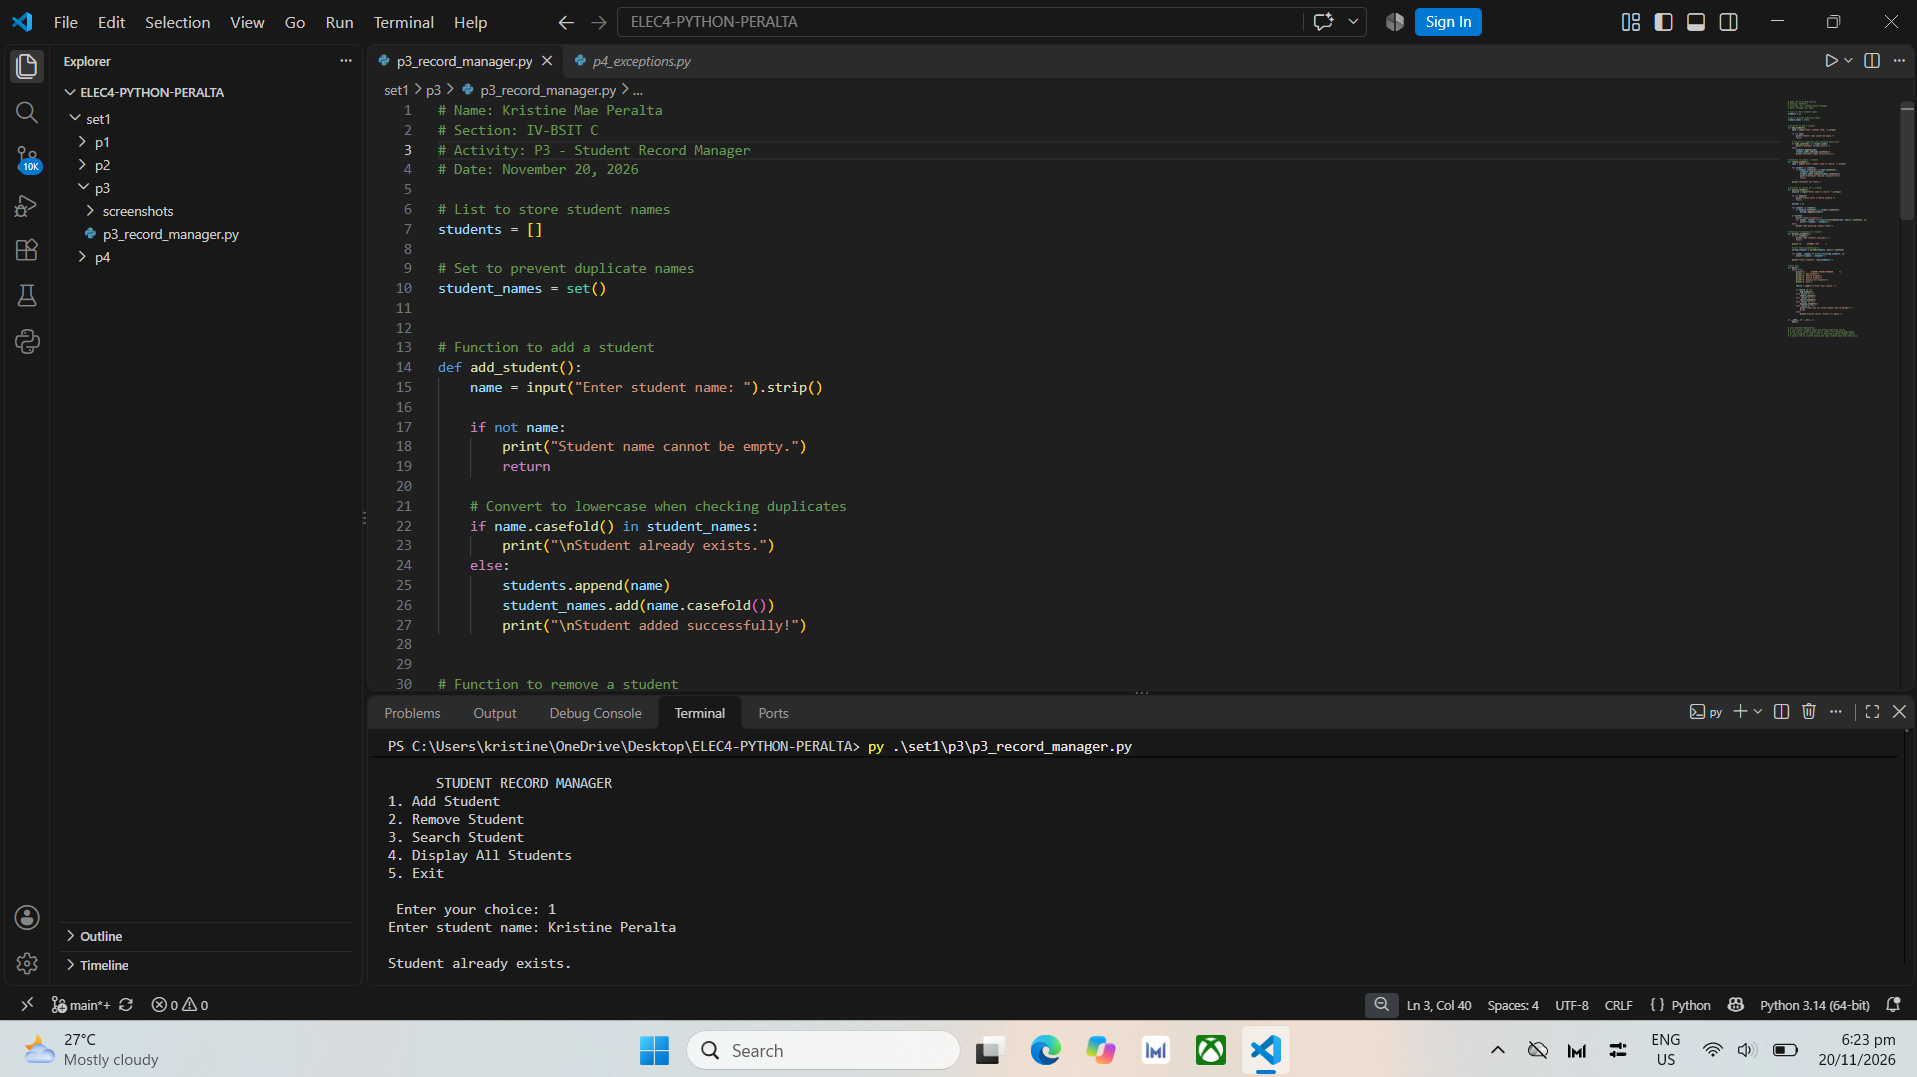 File Edit Selection View Go Run Terminal Help
ELEC4-PYTHON-PERALTA
Sign In
Explorer
ELEC4-PYTHON-PERALTA
set1
p1
p2
p3
screenshots
p3_record_manager.py
p4
10K
Outline
Timeline
p3_record_manager.py
p4_exceptions.py
set1 > p3 > p3_record_manager.py > ...
1 # Name: Kristine Mae Peralta
2 # Section: IV-BSIT C
3 # Activity: P3 - Student Record Manager
4 # Date: November 20, 2026
5
6 # List to store student names
7 students = []
8
9 # Set to prevent duplicate names
10 student_names = set()
11
12
13 # Function to add a student
14 def add_student():
15 name = input("Enter student name: ").strip()
16
17 if not name:
18 print("Student name cannot be empty.")
19 return
20
21 # Convert to lowercase when checking duplicates
22 if name.casefold() in student_names:
23 print("\nStudent already exists.")
24 else:
25 students.append(name)
26 student_names.add(name.casefold())
27 print("\nStudent added successfully!")
28
29
30 # Function to remove a student
Problems Output Debug Console Terminal Ports
py
PS C:\Users\kristine\OneDrive\Desktop\ELEC4-PYTHON-PERALTA> py .\set1\p3\p3_record_manager.py
STUDENT RECORD MANAGER
1. Add Student
2. Remove Student
3. Search Student
4. Display All Students
5. Exit
Enter your choice: 1
Enter student name: Kristine Peralta
Student already exists.
main*+ 0 0
Ln 3, Col 40 Spaces: 4 UTF-8 CRLF { } Python Python 3.14 (64-bit)
27°C
Mostly cloudy
Search
ENG
US
6:23 pm
20/11/2026